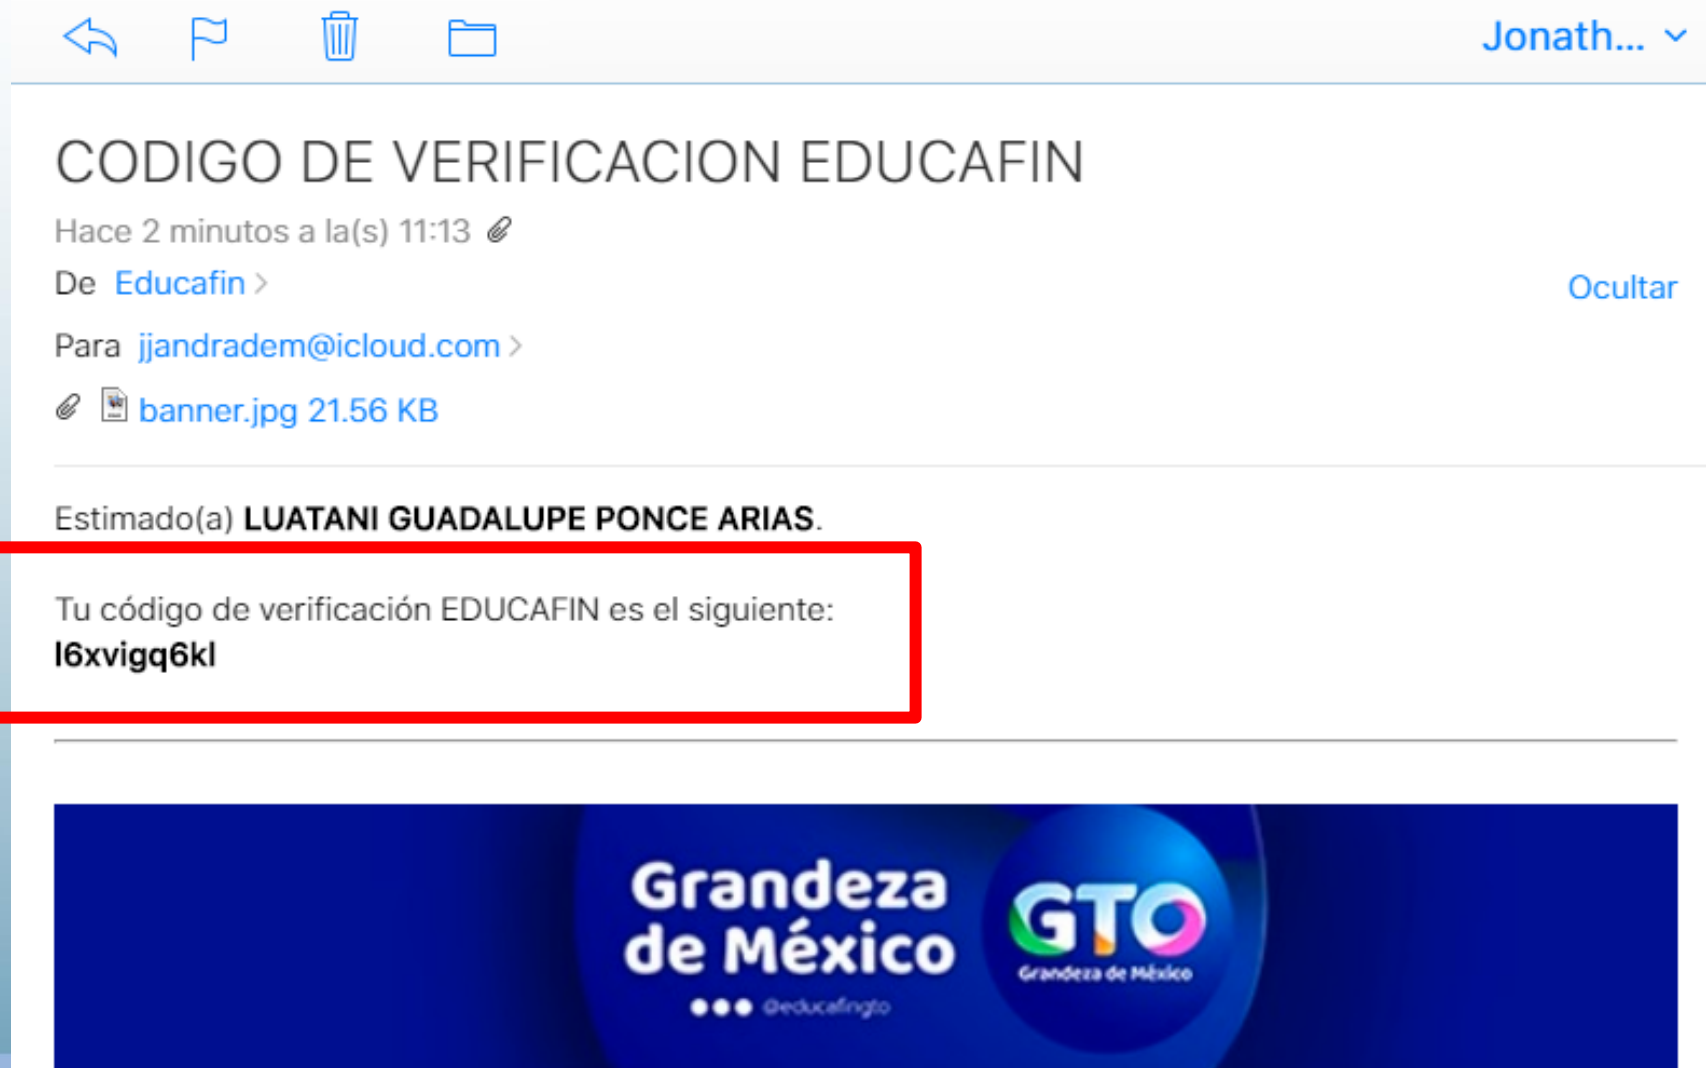 Jonath...
CODIGO DE VERIFICACION EDUCAFIN
Hace 2 minutos a la(s) 11:13
De Educafin
Ocultar
Para jjandradem@icloud.com
banner.jpg 21.56 KB
Estimado(a) LUATANI GUADALUPE PONCE ARIAS.
Tu código de verificación EDUCAFIN es el siguiente:
l6xvigq6kl
Grandeza
de México
@educafingto
GTO
Grandeza de México